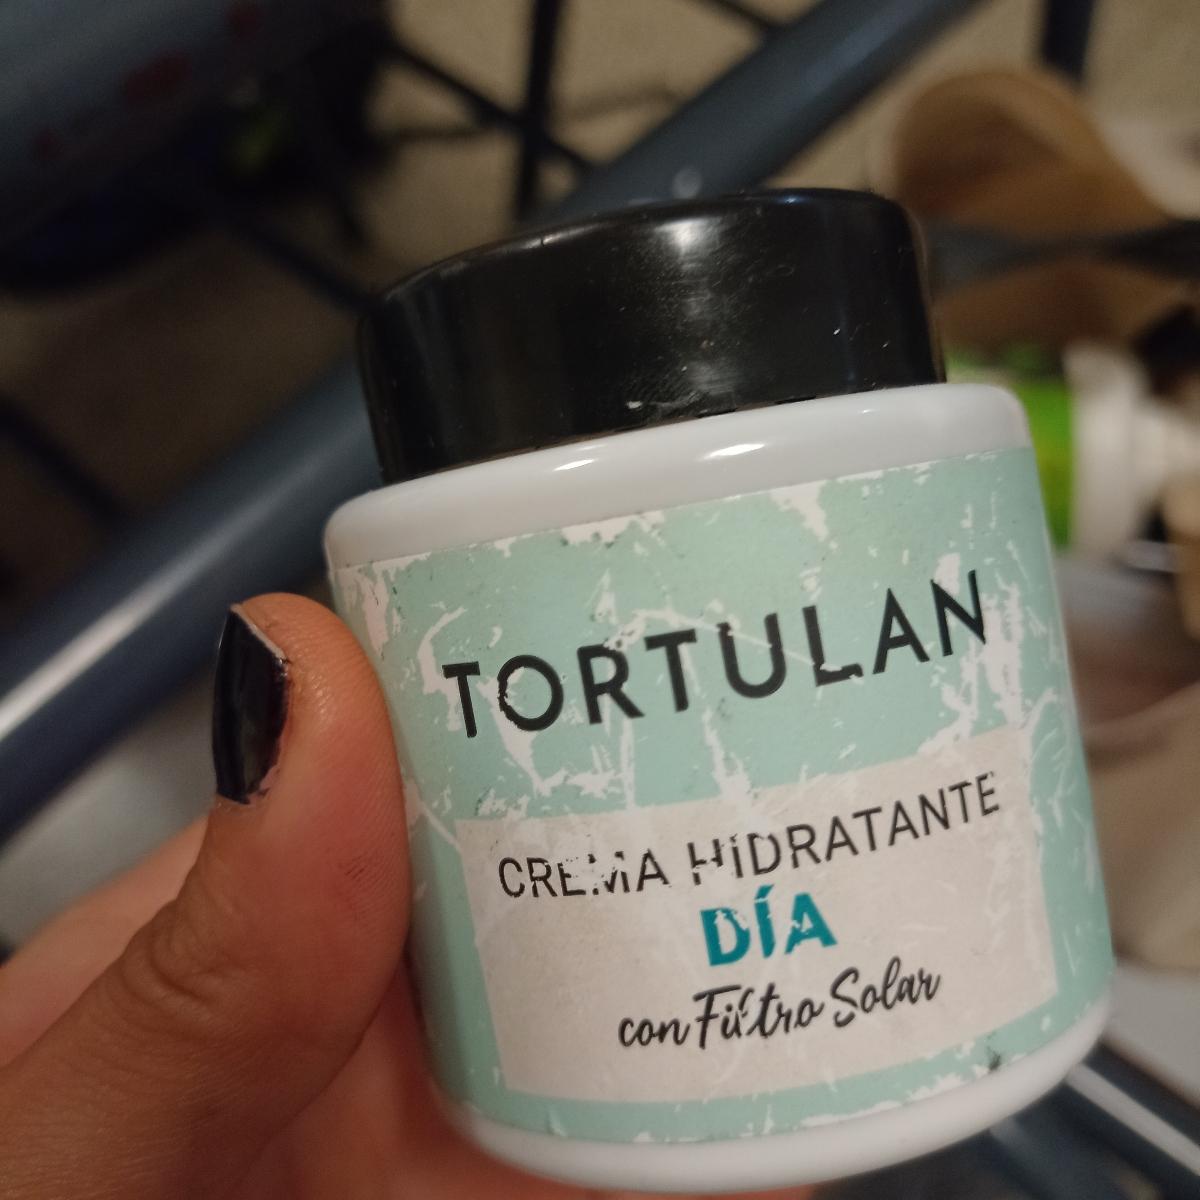 TORTULAN
CREMA HIDRATANTE
DÍA
con Filtro Solar